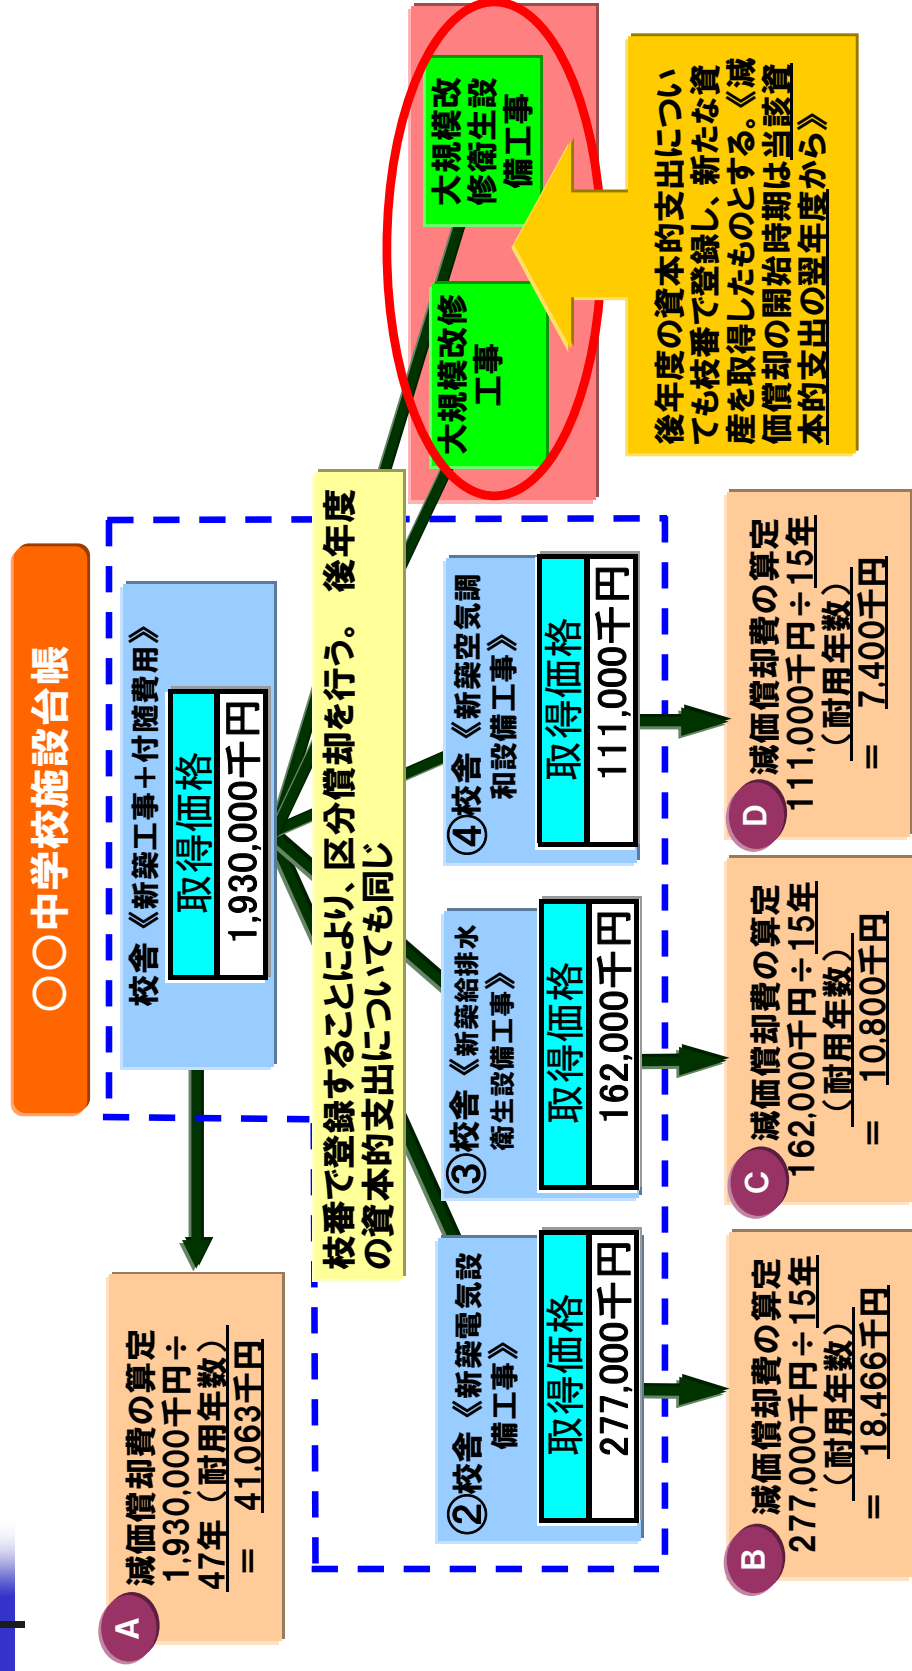 〇〇中学校施設台帳
校舎《新築工事＋付随費用》
取得価格
1,930,000千円
A
減価償却費の算定
1,930,000千円÷
47年（耐用年数）
＝　41,063千円
枝番で登録することにより、区分償却を行う。　後年度
の資本的支出についても同じ
②校舎《新築電気設
備工事》
取得価格
277,000千円
③校舎《新築給排水
衛生設備工事》
取得価格
162,000千円
④校舎《新築空気調
和設備工事》
取得価格
111,000千円
大規模改修
工事
大規模改
修衛生設
備工事
B
減価償却費の算定
277,000千円÷15年
（耐用年数）
＝　18,466千円
C
減価償却費の算定
162,000千円÷15年
（耐用年数）
＝　10,800千円
D
減価償却費の算定
111,000千円÷15年
（耐用年数）
＝　7,400千円
後年度の資本的支出につい
ても枝番で登録し、新たな資
産を取得したものとする。《減
価償却の開始時期は当該資
本的支出の翌年度から》